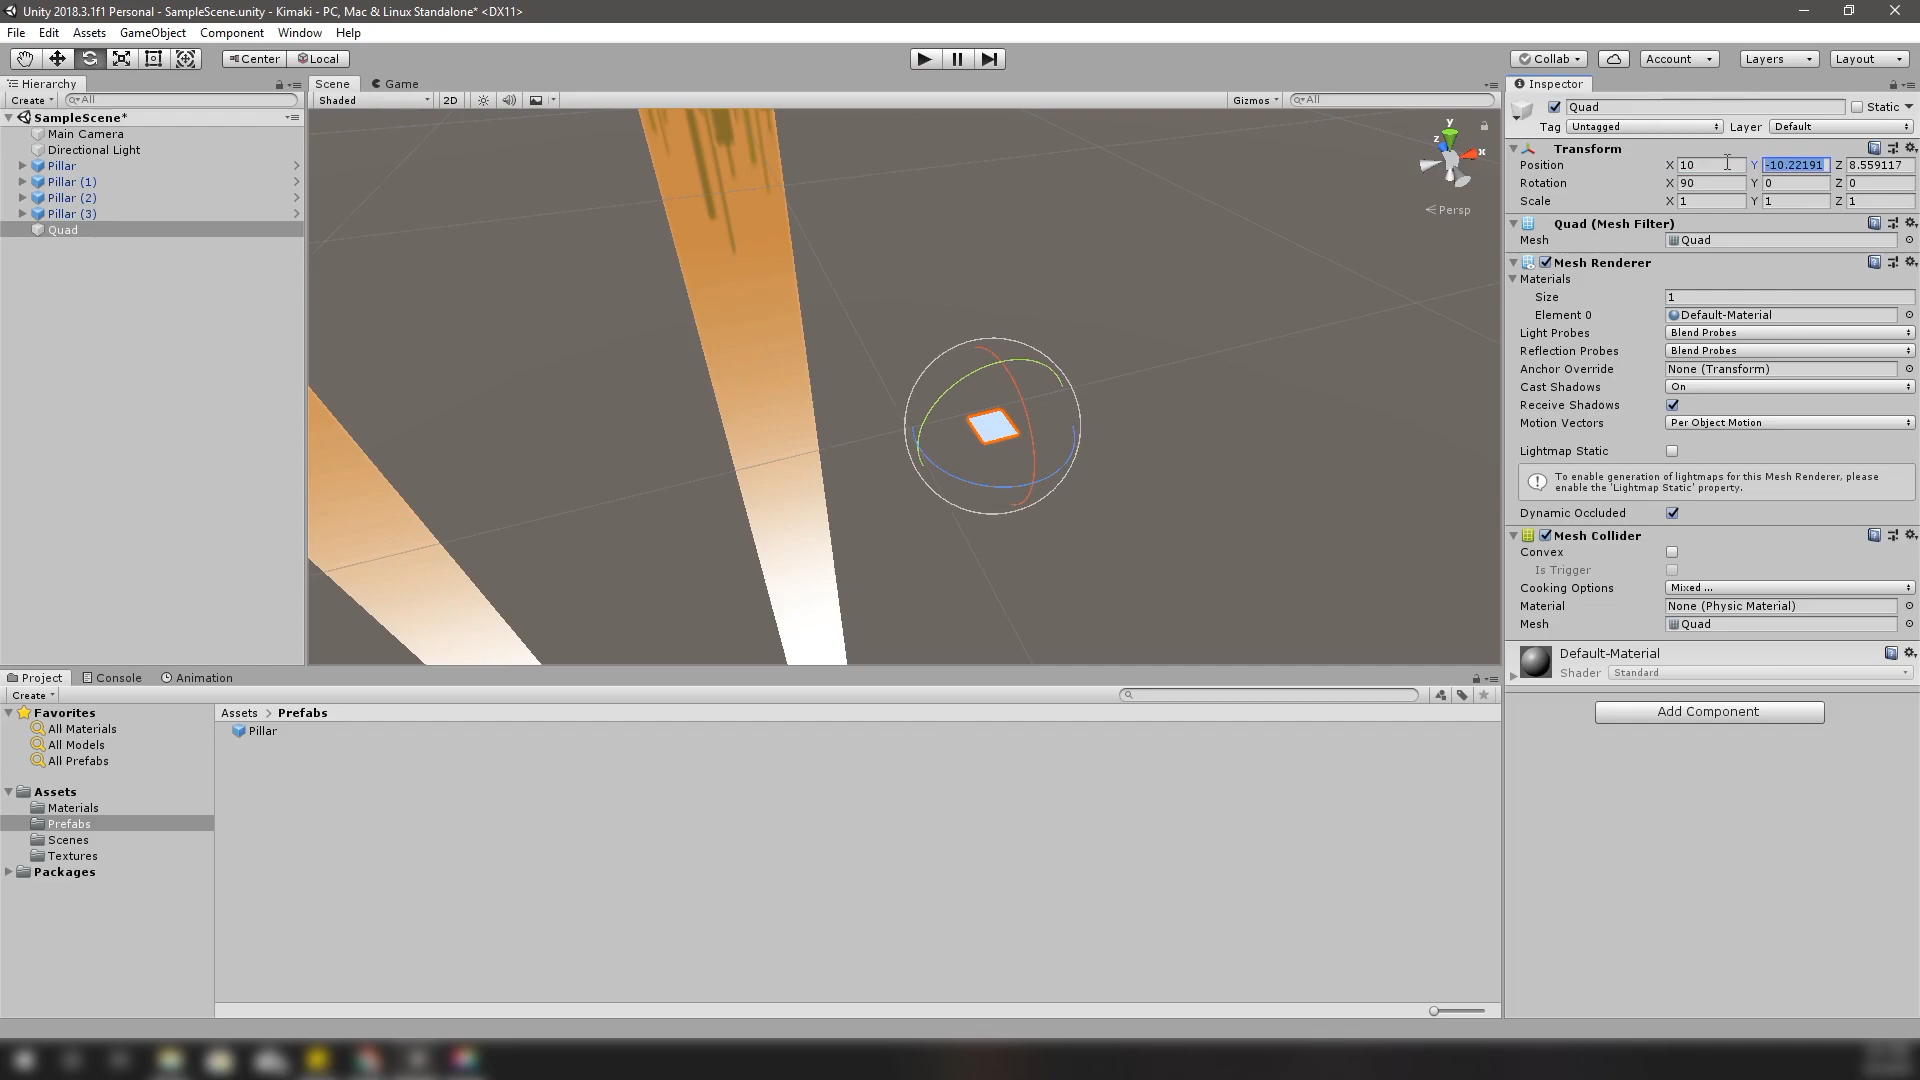 Unity 2018.3.1f1 Personal - SampleScene.unity - Kimaki - PC, Mac & Linux Standalone* <DX11>
File Edit Assets GameObject Component Window Help
Center Local Collab Account Layers Layout
Hierarchy
Create All
SampleScene*
Main Camera
Directional Light
Pillar
Pillar (1)
Pillar (2)
Pillar (3)
Quad
Scene Game
Shaded 2D Gizmos All
y
z
x
Persp
Inspector
Quad Static
Tag Untagged Layer Default
Transform
Position X 10 Y -10.22191 Z 8.559117
Rotation X 90 Y 0 Z 0
Scale X 1 Y 1 Z 1
Quad (Mesh Filter)
Mesh Quad
Mesh Renderer
Materials
Size 1
Element 0 Default-Material
Light Probes Blend Probes
Reflection Probes Blend Probes
Anchor Override None (Transform)
Cast Shadows On
Receive Shadows
Motion Vectors Per Object Motion
Lightmap Static
To enable generation of lightmaps for this Mesh Renderer, please
enable the 'Lightmap Static' property.
Dynamic Occluded
Mesh Collider
Convex
Is Trigger
Cooking Options Mixed ...
Material None (Physic Material)
Mesh Quad
Default-Material
Shader Standard
Add Component
Project Console Animation
Create
Favorites
All Materials
All Models
All Prefabs
Assets
Materials
Prefabs
Scenes
Textures
Packages
Assets > Prefabs
Pillar